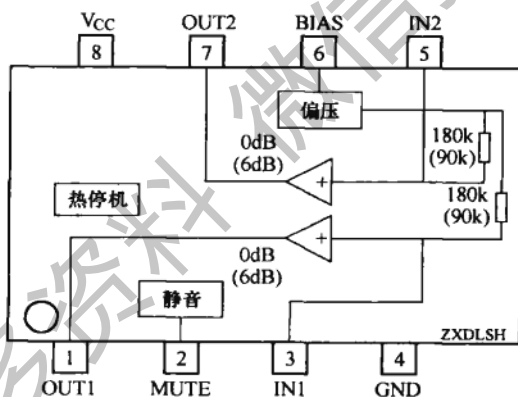 VCC OUT2 BIAS IN2
8 7 6 5
偏压
0dB
(6dB)
180k
(90k)
180k
(90k)
热停机
0dB
(6dB)
静音
ZXDLSH
1 2 3 4
OUT1 MUTE IN1 GND